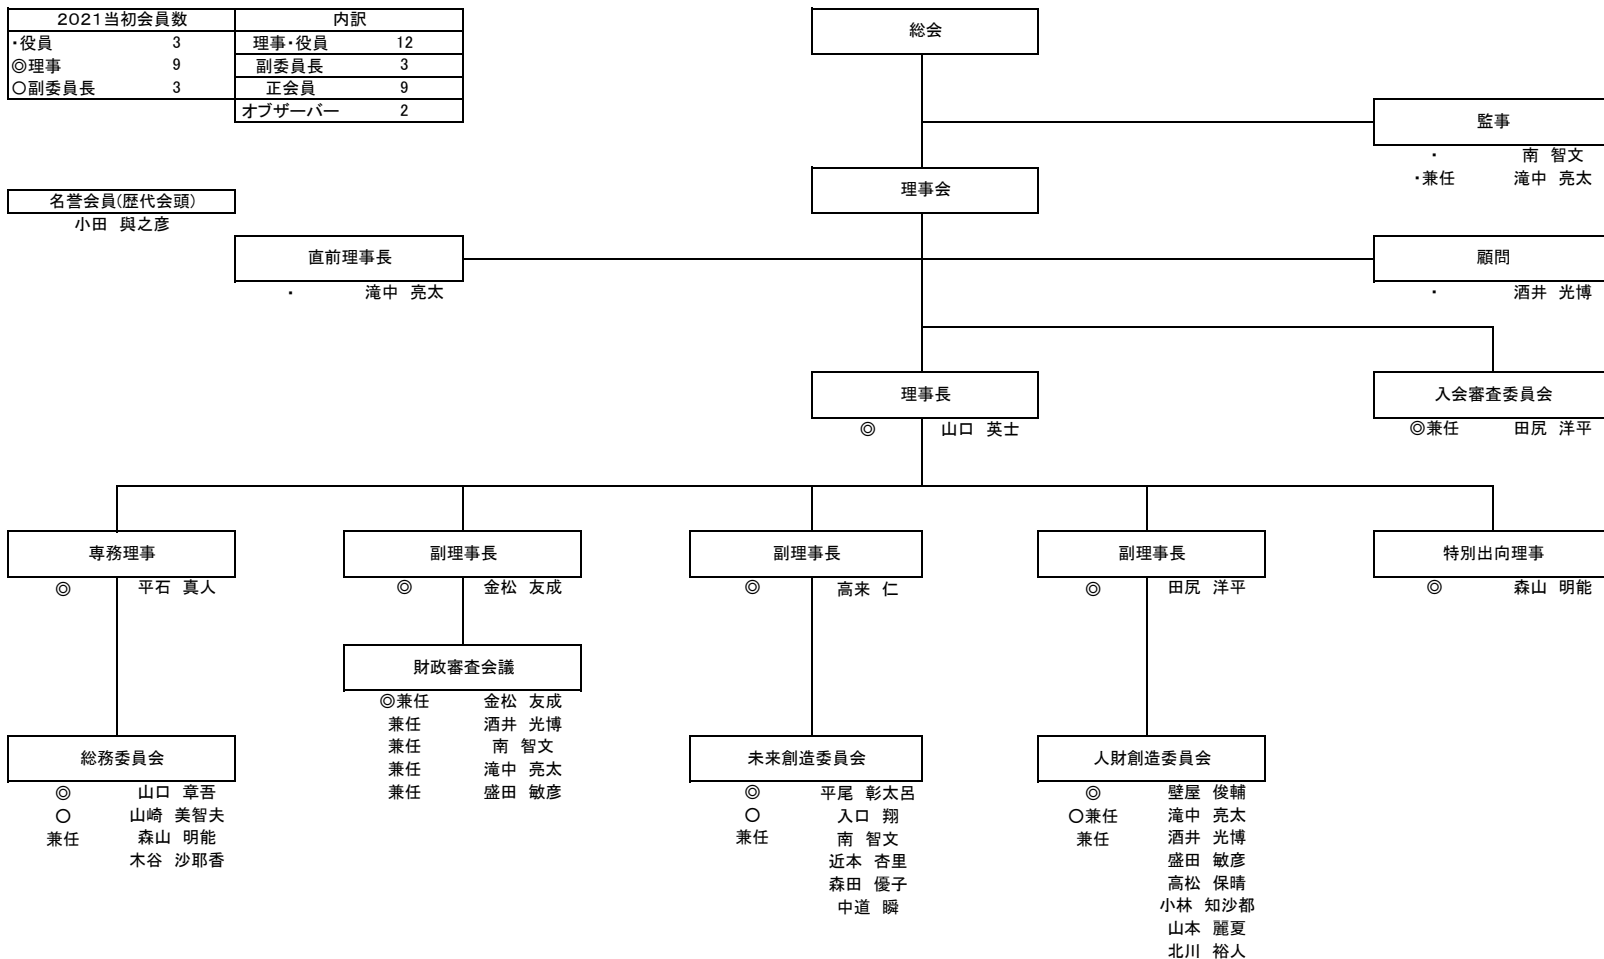 2021当初会員数 内訳
・役員 3 理事・役員 12
◎理事 9 副委員長 3
○副委員長 3 正会員 9
オブザーバー 2
総会
監事
・ 南 智文
・兼任 滝中 亮太
理事会
名誉会員(歴代会頭)
小田 與之彦
直前理事長
・ 滝中 亮太
顧問
・ 酒井 光博
理事長
◎ 山口 英士
入会審査委員会
◎兼任 田尻 洋平
専務理事
◎ 平石 真人
副理事長
◎ 金松 友成
副理事長
◎ 高来 仁
副理事長
◎ 田尻 洋平
特別出向理事
◎ 森山 明能
財政審査会議
◎兼任 金松 友成
兼任 酒井 光博
兼任 南 智文
兼任 滝中 亮太
兼任 盛田 敏彦
総務委員会
◎ 山口 章吾
○ 山崎 美智夫
兼任 森山 明能
木谷 沙耶香
未来創造委員会
◎ 平尾 彰太呂
○ 入口 翔
兼任 南 智文
近本 杏里
森田 優子
中道 瞬
人財創造委員会
◎ 壁屋 俊輔
○兼任 滝中 亮太
兼任 酒井 光博
盛田 敏彦
高松 保晴
小林 知沙都
山本 麗夏
北川 裕人